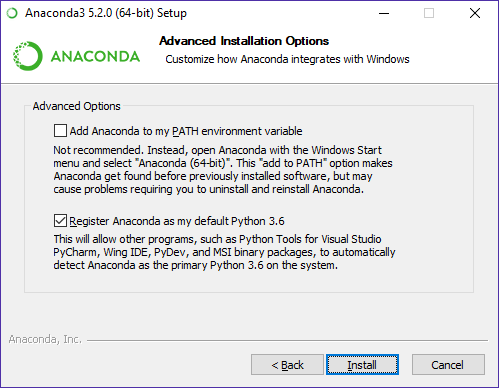 Anaconda3 5.2.0 (64-bit) Setup
Advanced Installation Options
Customize how Anaconda integrates with Windows
ANACONDA
Advanced Options
Add Anaconda to my PATH environment variable
Not recommended. Instead, open Anaconda with the Windows Start
menu and select "Anaconda (64-bit)". This "add to PATH" option makes
Anaconda get found before previously installed software, but may
cause problems requiring you to uninstall and reinstall Anaconda.
Register Anaconda as my default Python 3.6
This will allow other programs, such as Python Tools for Visual Studio
PyCharm, Wing IDE, PyDev, and MSI binary packages, to automatically
detect Anaconda as the primary Python 3.6 on the system.
Anaconda, Inc.
< Back
Install
Cancel